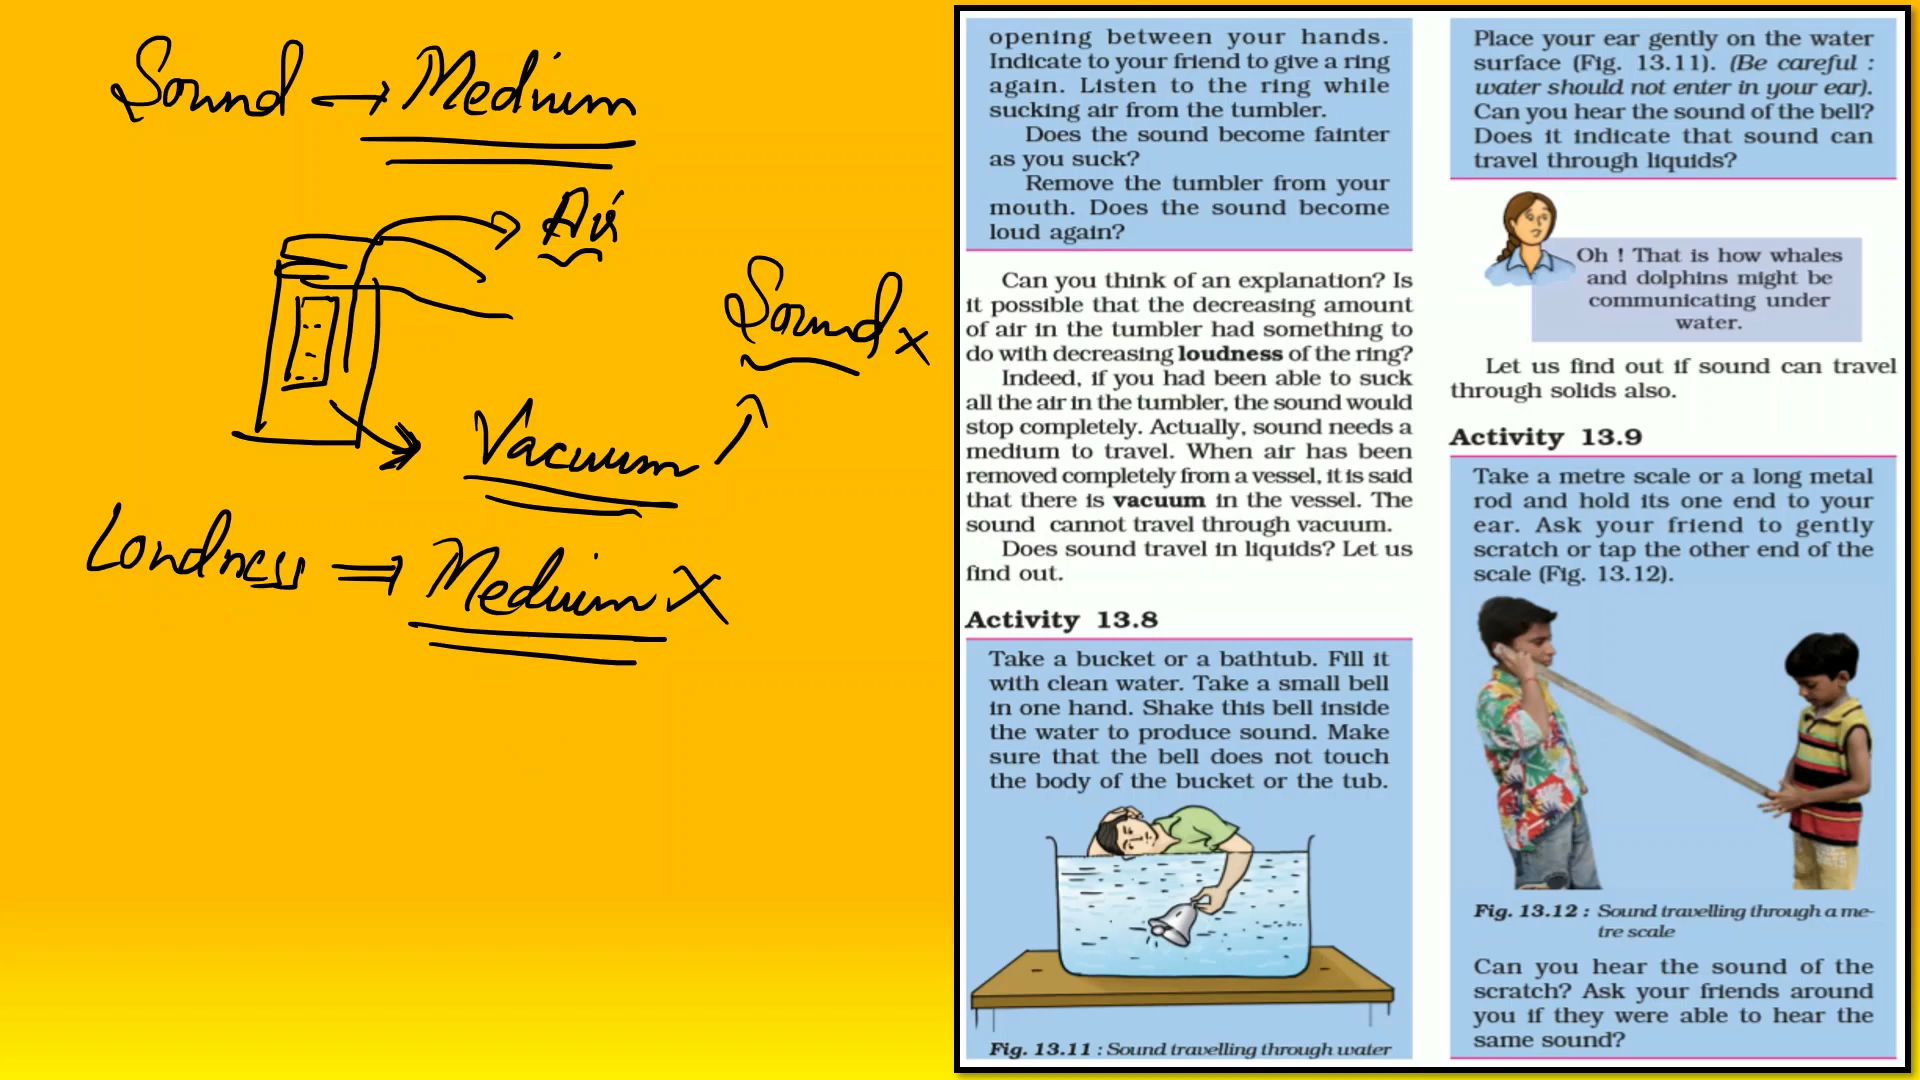 Sound → Medium
Air
Sound x
Vacuum
Loudness ⇒ Medium X
opening between your hands.
Indicate to your friend to give a ring
again. Listen to the ring while
sucking air from the tumbler.
Does the sound become fainter
as you suck?
Remove the tumbler from your
mouth. Does the sound become
loud again?
Can you think of an explanation? Is
it possible that the decreasing amount
of air in the tumbler had something to
do with decreasing loudness of the ring?
Indeed, if you had been able to suck
all the air in the tumbler, the sound would
stop completely. Actually, sound needs a
medium to travel. When air has been
removed completely from a vessel, it is said
that there is vacuum in the vessel. The
sound cannot travel through vacuum.
Does sound travel in liquids? Let us
find out.
Activity 13.8
Take a bucket or a bathtub. Fill it
with clean water. Take a small bell
in one hand. Shake this bell inside
the water to produce sound. Make
sure that the bell does not touch
the body of the bucket or the tub.
Fig. 13.11 : Sound travelling through water
Place your ear gently on the water
surface (Fig. 13.11). (Be careful :
water should not enter in your ear).
Can you hear the sound of the bell?
Does it indicate that sound can
travel through liquids?
Oh ! That is how whales
and dolphins might be
communicating under
water.
Let us find out if sound can travel
through solids also.
Activity 13.9
Take a metre scale or a long metal
rod and hold its one end to your
ear. Ask your friend to gently
scratch or tap the other end of the
scale (Fig. 13.12).
Fig. 13.12 : Sound travelling through a me-
tre scale
Can you hear the sound of the
scratch? Ask your friends around
you if they were able to hear the
same sound?